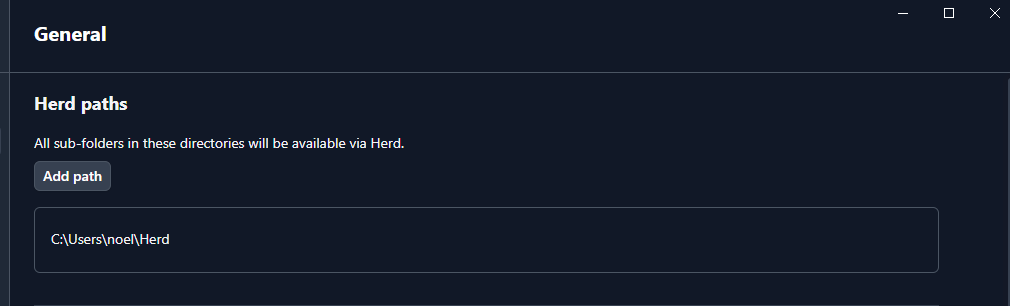 General
Herd paths
All sub-folders in these directories will be available via Herd.
Add path
C:\Users\noel\Herd